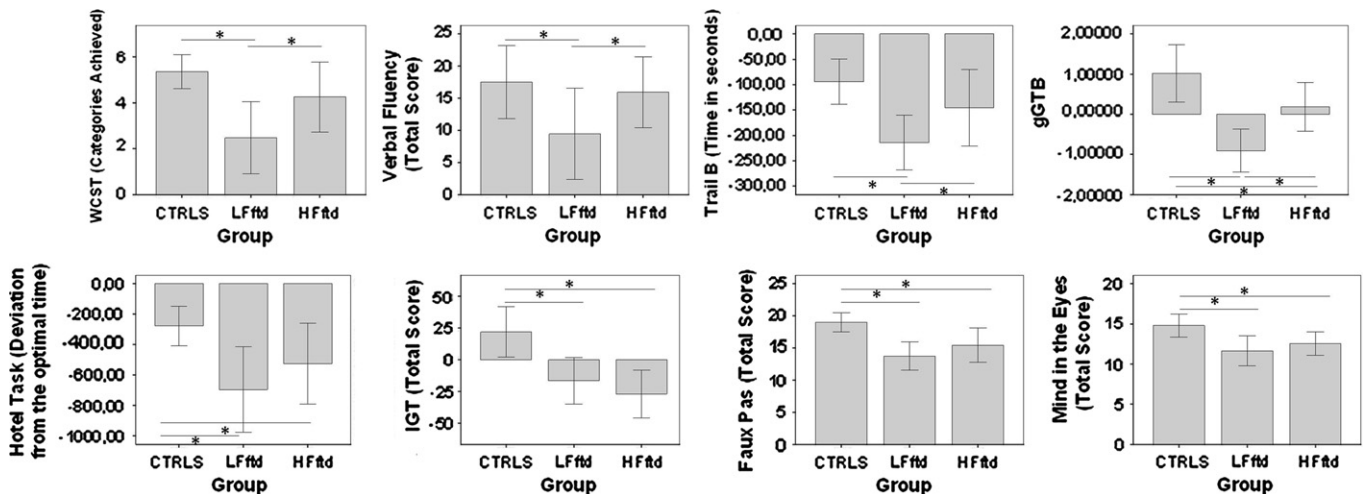 WCST (Categories Achieved)
6
4
2
0
* *
CTRLS LFftd HFftd
Group
Verbal Fluency
(Total Score)
25
20
15
10
5
0
* *
CTRLS LFftd HFftd
Group
Trail B (Time in seconds)
00,00
-50,00
-100,00
-150,00
-200,00
-250,00
-300,00
* *
CTRLS LFftd HFftd
Group
gGTB
2,00000
1,00000
0,00000
-1,00000
-2,00000
* *
*
CTRLS LFftd HFftd
Group
Hotel Task (Deviation
from the optimal time)
0,00
-200,00
-400,00
-600,00
-800,00
-1000,00
*
*
CTRLS LFftd HFftd
Group
IGT (Total Score)
50
25
0
-25
-50
*
*
CTRLS LFftd HFftd
Group
Faux Pas (Total Score)
25
20
15
10
5
0
*
*
CTRLS LFftd HFftd
Group
Mind in the Eyes
(Total Score)
20
15
10
5
0
*
*
CTRLS LFftd HFftd
Group